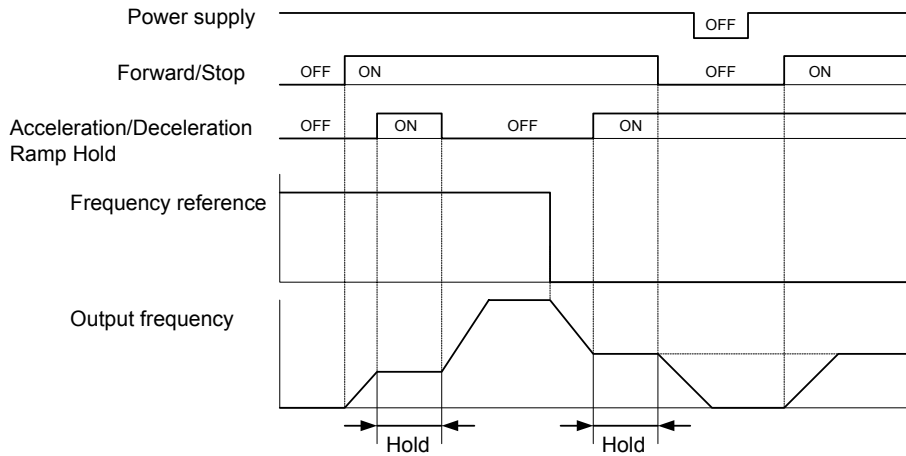 Power supply
OFF
Forward/Stop
OFF
ON
OFF
ON
Acceleration/Deceleration
Ramp Hold
OFF
ON
OFF
ON
Frequency reference
Output frequency
Hold
Hold